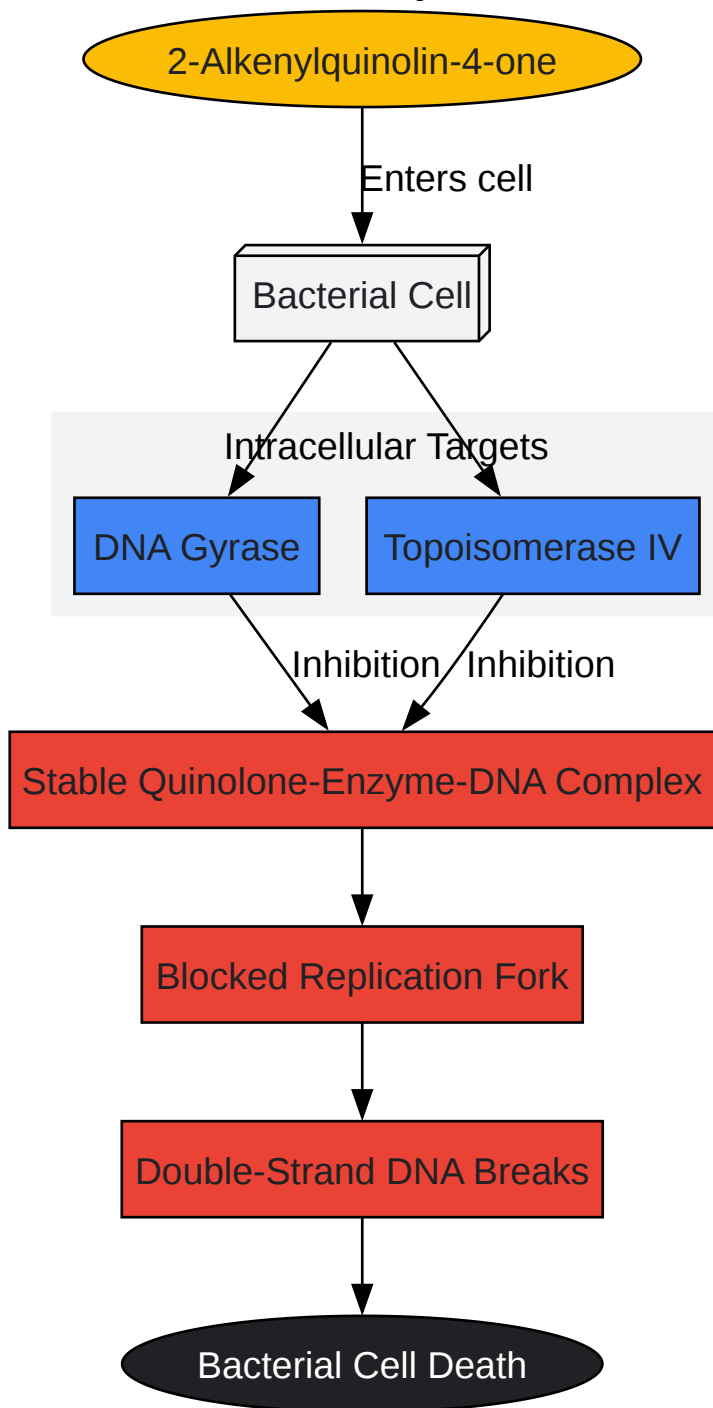 2-Alkenylquinolin-4-one
Enters cell
Bacterial Cell
Intracellular Targets
DNA Gyrase
Topoisomerase IV
Inhibition
Inhibition
Stable Quinolone-Enzyme-DNA Complex
Blocked Replication Fork
Double-Strand DNA Breaks
Bacterial Cell Death